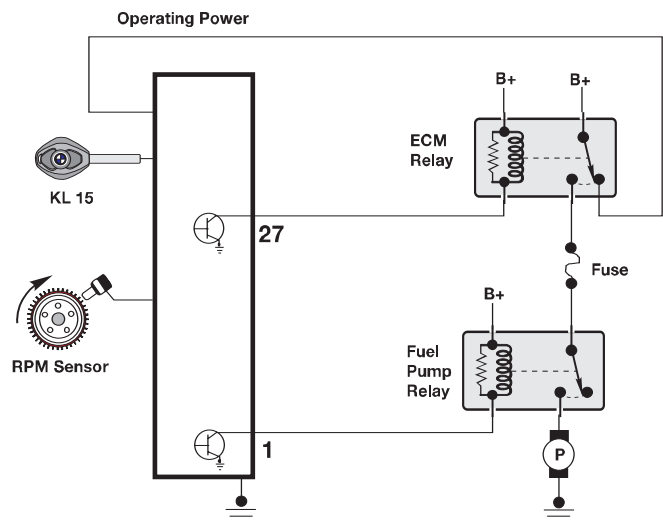 Operating Power
B+
B+
ECM
Relay
KL 15
27
Fuse
B+
RPM Sensor
Fuel
Pump
Relay
1
P